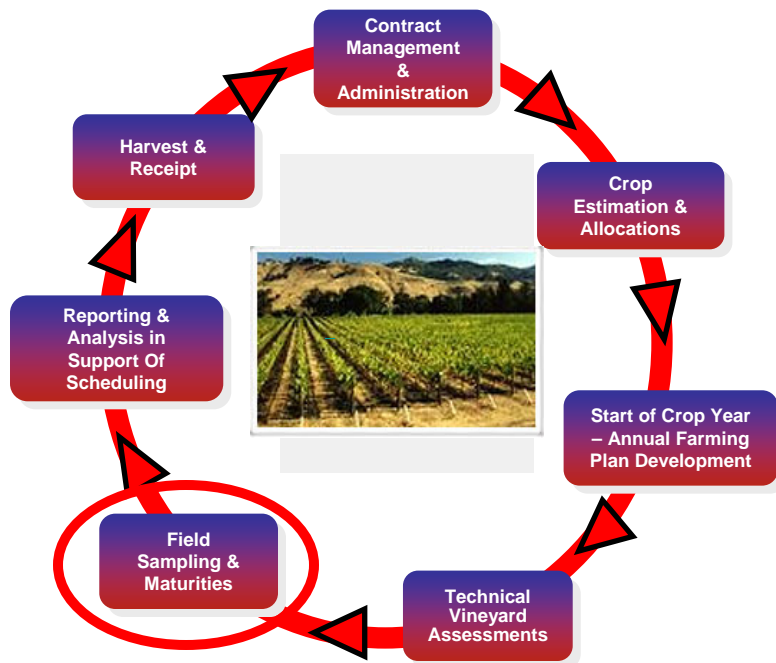 Contract
Management
&
Administration
Crop
Estimation &
Allocations
Start of Crop Year
– Annual Farming
Plan Development
Technical
Vineyard
Assessments
Field
Sampling &
Maturities
Reporting &
Analysis in
Support Of
Scheduling
Harvest &
Receipt